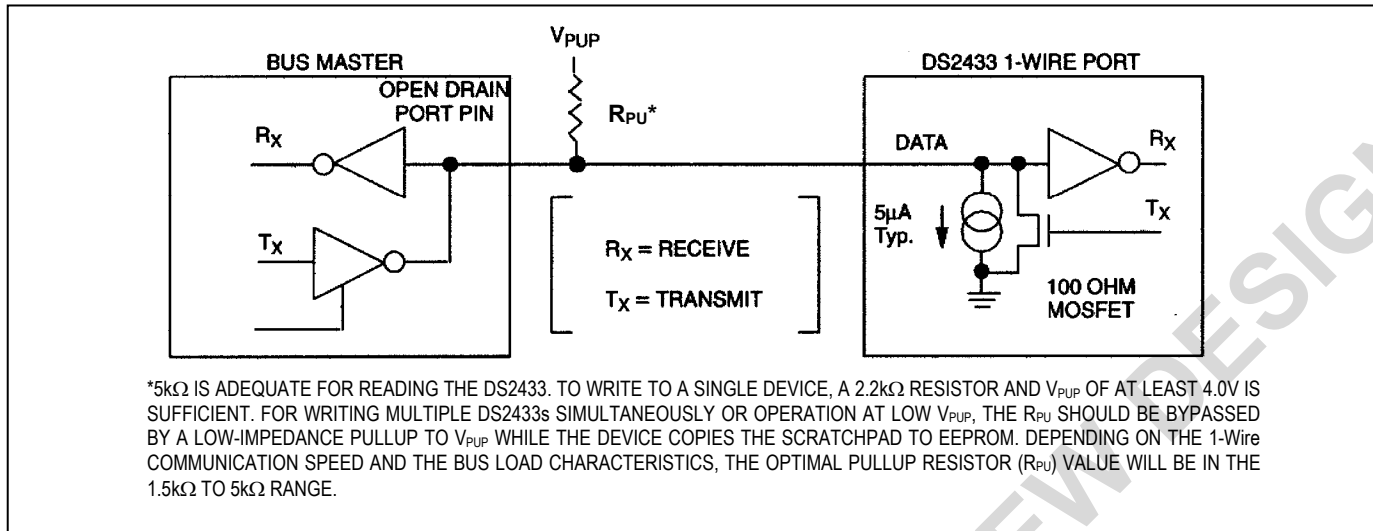 VPUP
BUS MASTER
DS2433 1-WIRE PORT
OPEN DRAIN
PORT PIN
RPU*
RX
DATA
RX
TX
5µA
Typ.
TX
RX = RECEIVE
TX = TRANSMIT
100 OHM
MOSFET
*5kΩ IS ADEQUATE FOR READING THE DS2433. TO WRITE TO A SINGLE DEVICE, A 2.2kΩ RESISTOR AND VPUP OF AT LEAST 4.0V IS
SUFFICIENT. FOR WRITING MULTIPLE DS2433s SIMULTANEOUSLY OR OPERATION AT LOW VPUP, THE RPU SHOULD BE BYPASSED
BY A LOW-IMPEDANCE PULLUP TO VPUP WHILE THE DEVICE COPIES THE SCRATCHPAD TO EEPROM. DEPENDING ON THE 1-Wire
COMMUNICATION SPEED AND THE BUS LOAD CHARACTERISTICS, THE OPTIMAL PULLUP RESISTOR (RPU) VALUE WILL BE IN THE
1.5kΩ TO 5kΩ RANGE.